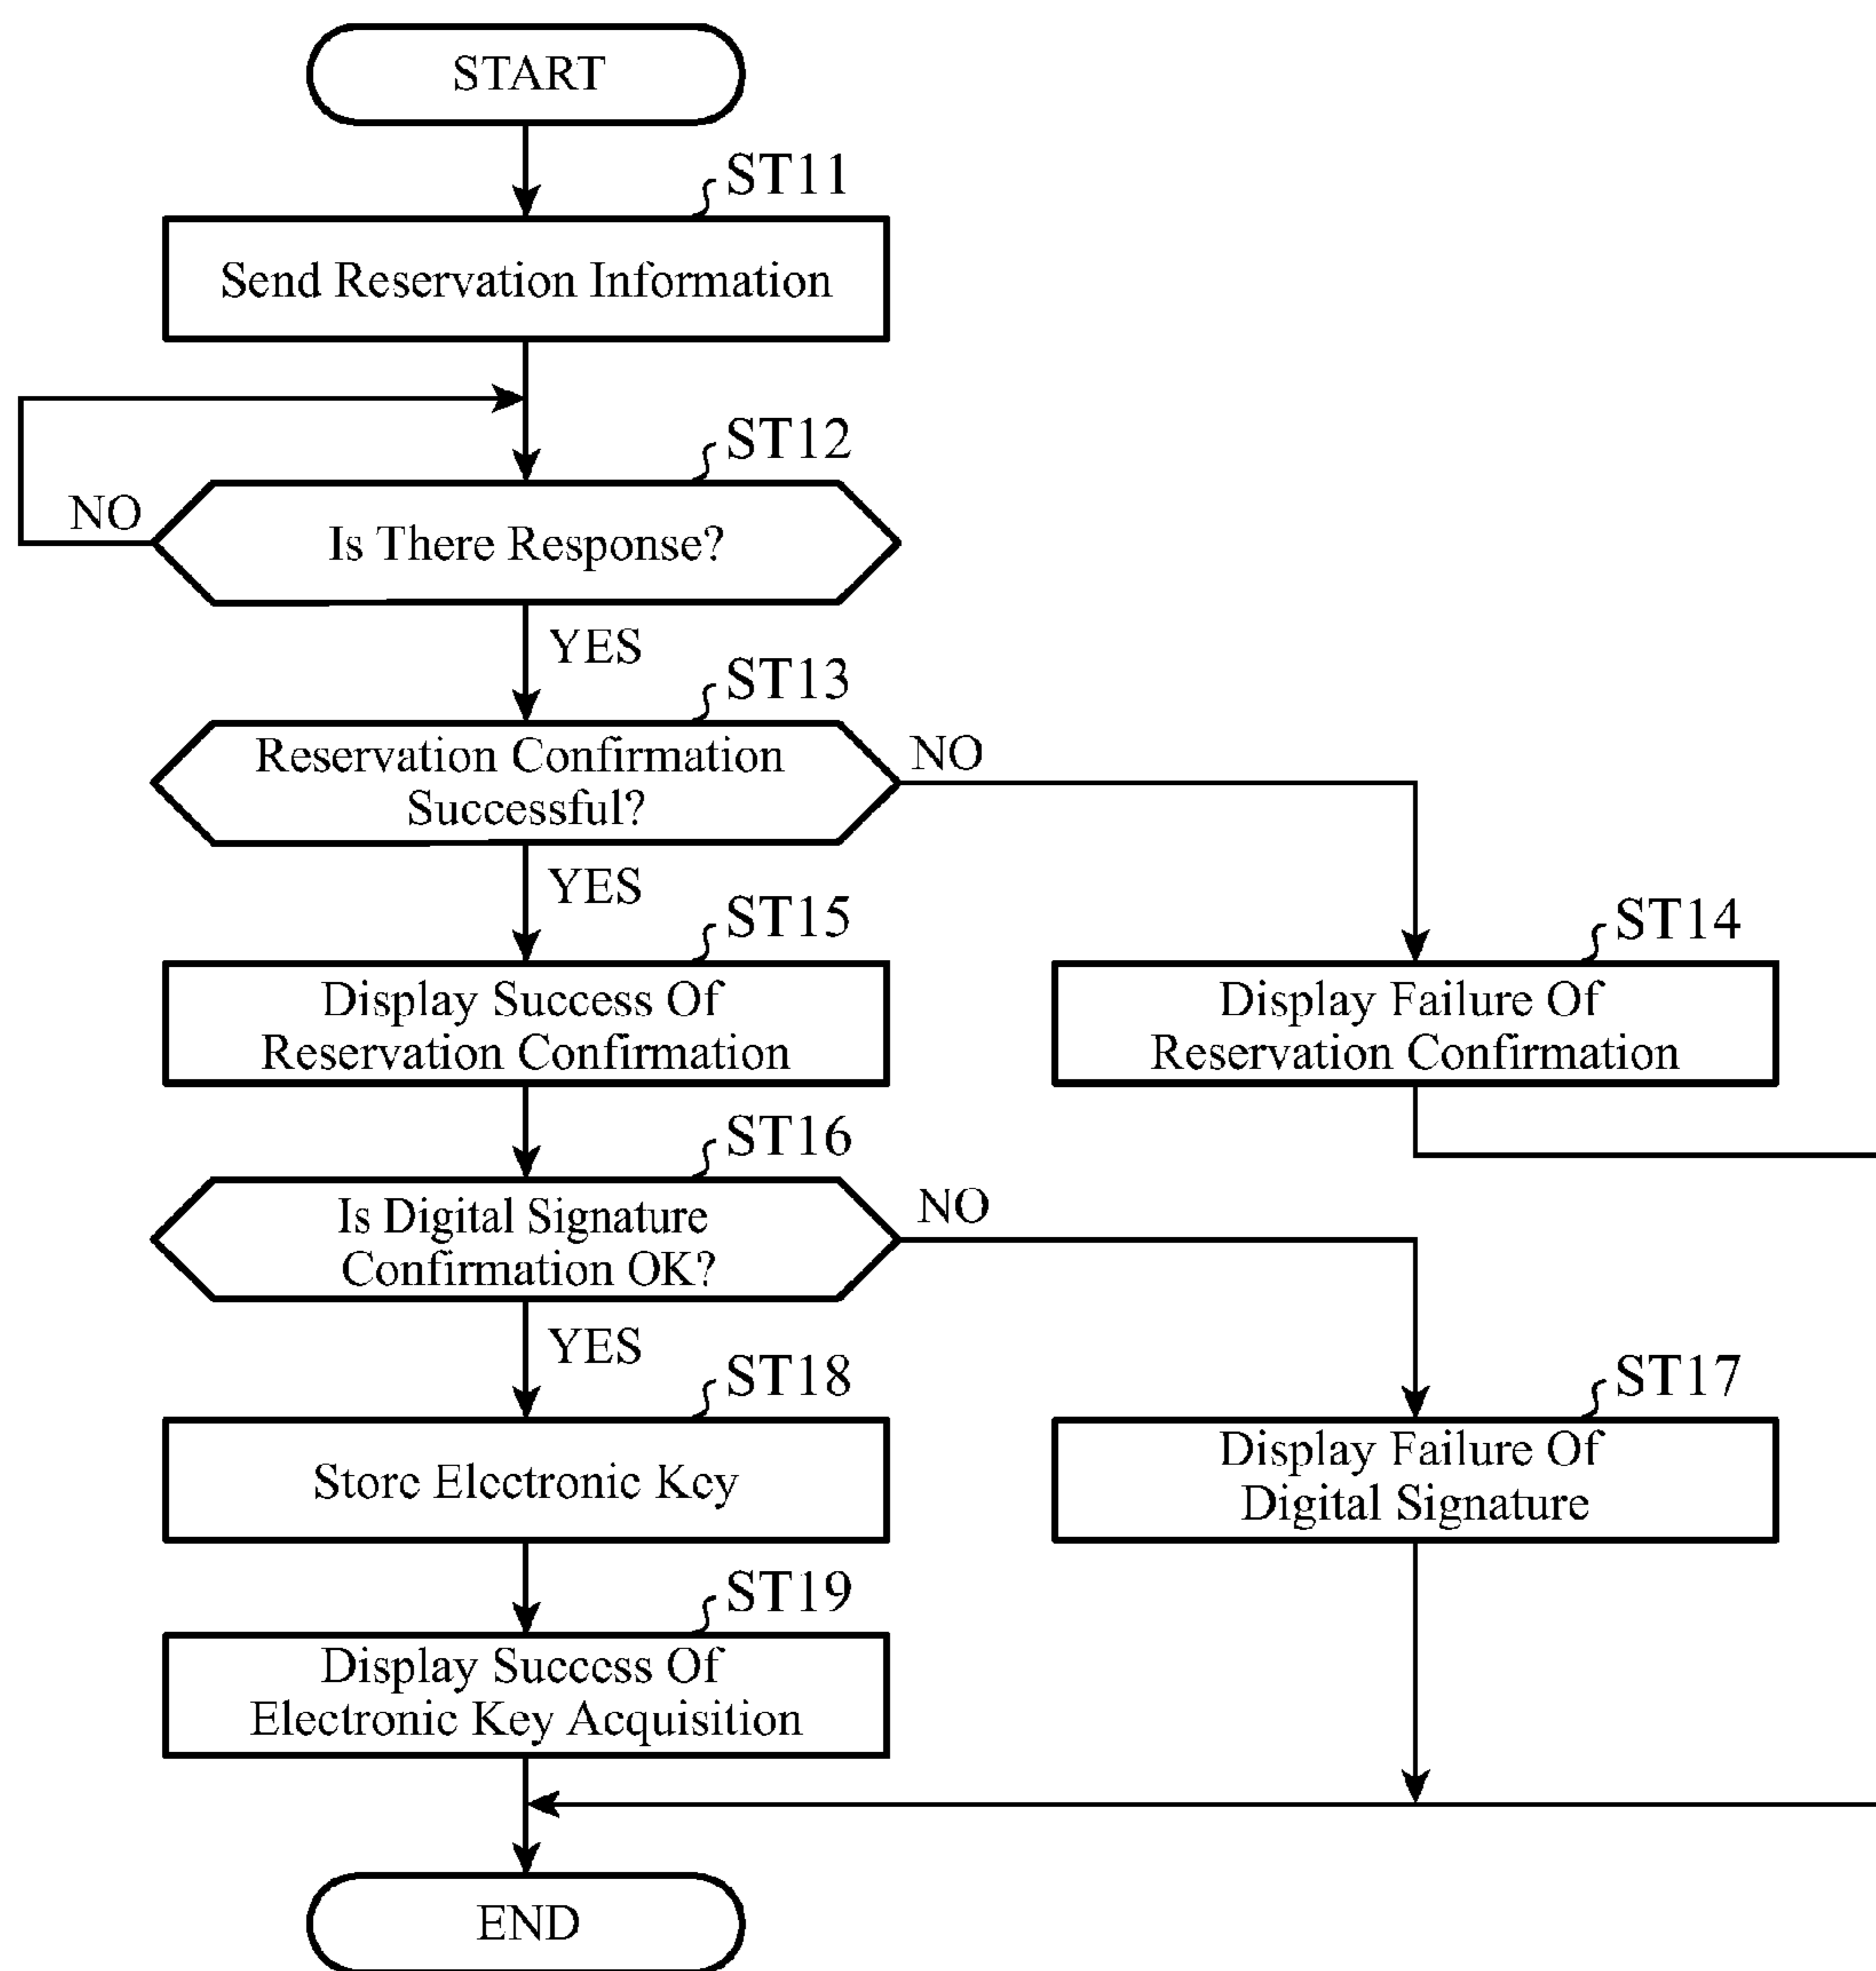 START
ST11
Send Reservation Information
ST12
NO
Is There Response?
YES
ST13
Reservation Confirmation
Successful?
NO
YES
ST15
Display Success Of
Reservation Confirmation
ST14
Display Failure Of
Reservation Confirmation
ST16
Is Digital Signature
Confirmation OK?
NO
YES
ST18
Store Electronic Key
ST17
Display Failure Of
Digital Signature
ST19
Display Success Of
Electronic Key Acquisition
END